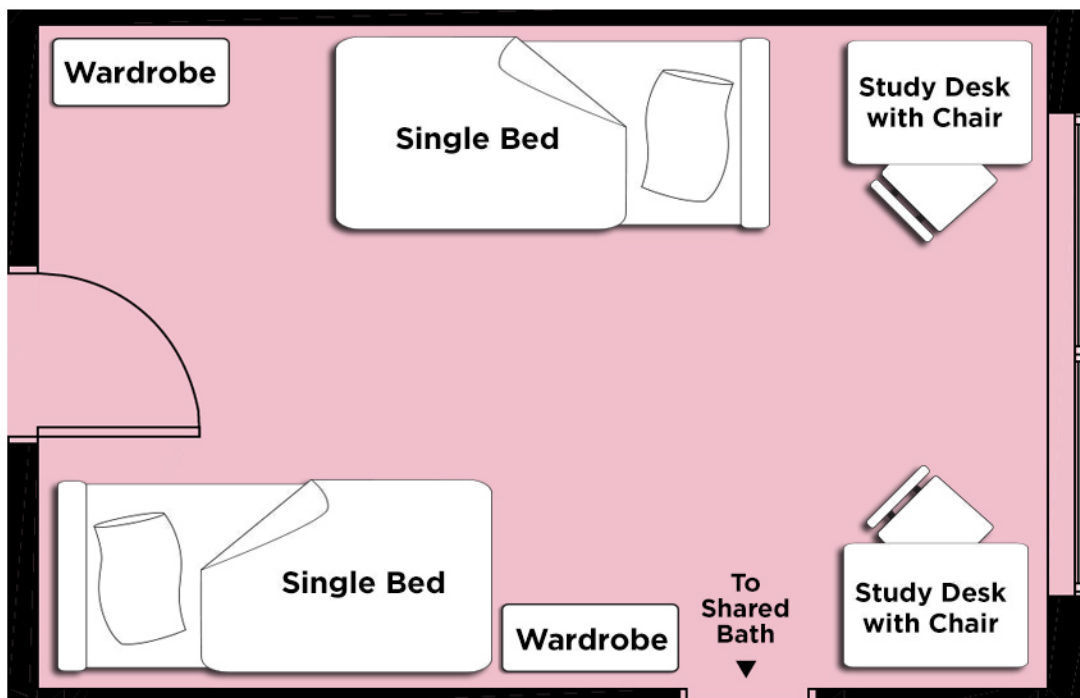 Wardrobe
Single Bed
Study Desk
with Chair
Single Bed
Wardrobe
To
Shared
Bath
Study Desk
with Chair